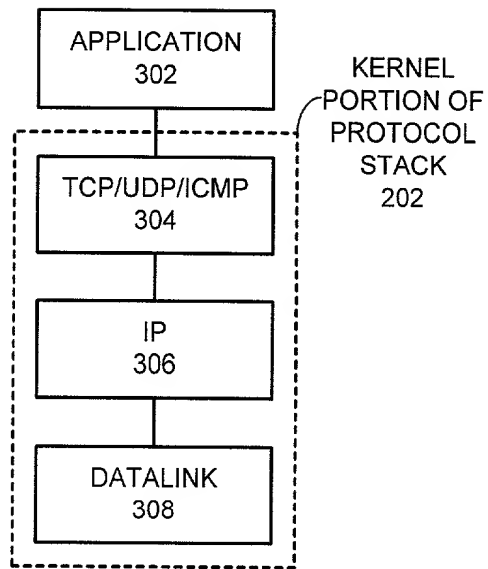 APPLICATION
302
KERNEL
PORTION OF
PROTOCOL
STACK
202
TCP/UDP/ICMP
304
IP
306
DATALINK
308